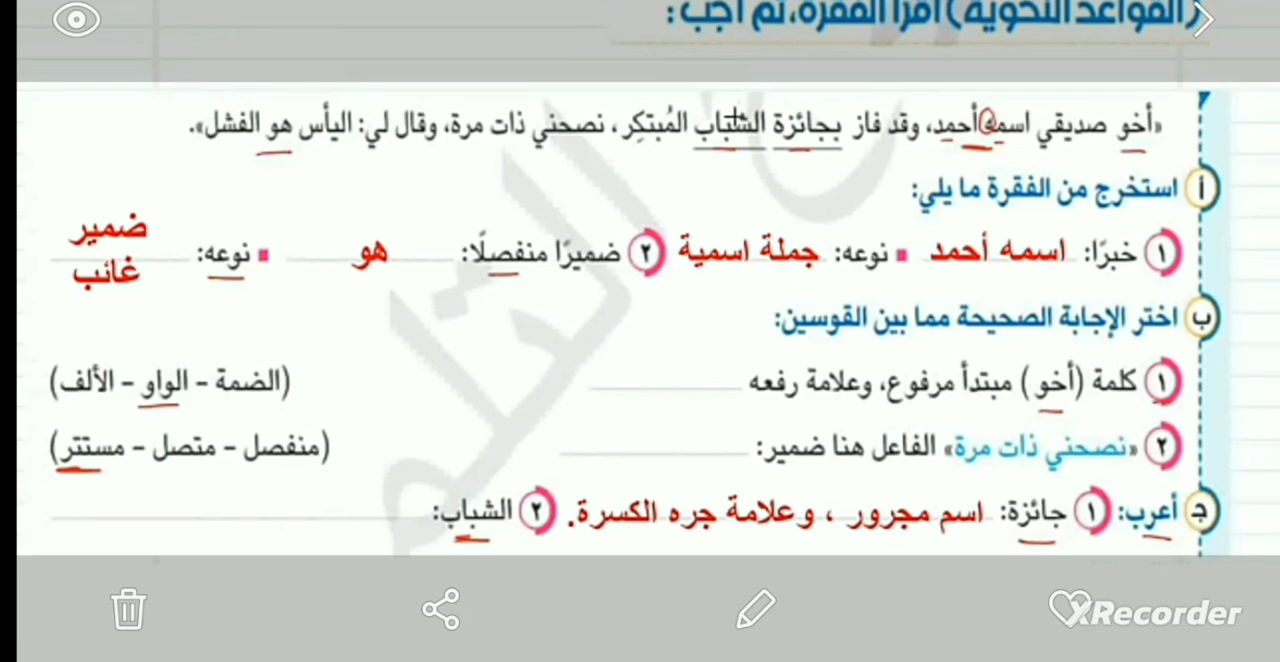 (القواعد النحوية) اقرأ الفقرة، ثم أجب:
«أخو صديقي اسمه أحمد، وقد فاز بجائزة الشباب المُبتكِر، نصحني ذات مرة، وقال لي: اليأس هو الفشل».
أ استخرج من الفقرة ما يلي:
١ خبرًا: اسمه أحمد ▪ نوعه: جملة اسمية ٢ ضميرًا منفصلًا: هو ▪ نوعه: ضمير غائب
ب اختر الإجابة الصحيحة مما بين القوسين:
١ كلمة (أخو) مبتدأ مرفوع، وعلامة رفعه (الضمة - الواو - الألف)
٢ «نصحني ذات مرة» الفاعل هنا ضمير: (منفصل - متصل - مستتر)
ج أعرب: ١ جائزة: اسم مجرور ، وعلامة جره الكسرة. ٢ الشباب:
XRecorder